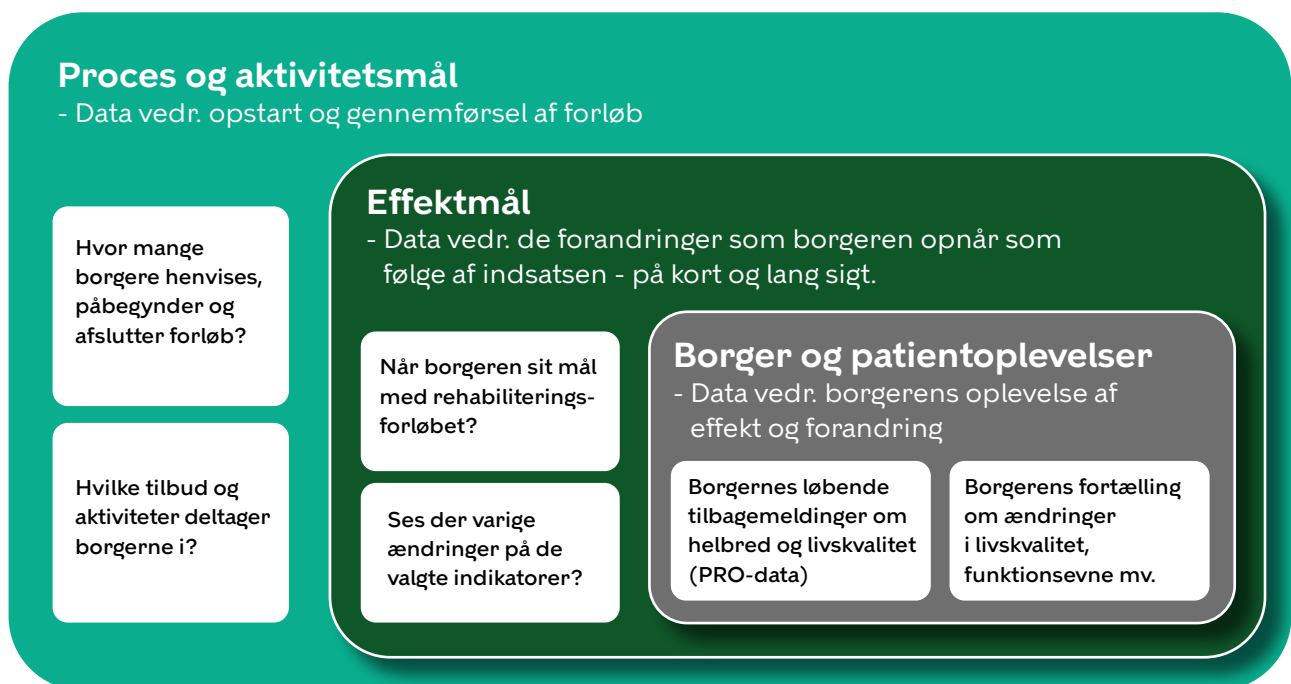 Proces og aktivitetsmål
- Data vedr. opstart og gennemførsel af forløb
Hvor mange
borgere henvises,
påbegynder og
afslutter forløb?
Hvilke tilbud og
aktiviteter deltager
borgerne i?
Effektmål
- Data vedr. de forandringer som borgeren opnår som
følge af indsatsen - på kort og lang sigt.
Når borgeren sit mål
med rehabiliterings-
forløbet?
Ses der varige
ændringer på de
valgte indikatorer?
Borger og patientoplevelser
- Data vedr. borgerens oplevelse af
effekt og forandring
Borgernes løbende
tilbagemeldinger om
helbred og livskvalitet
(PRO-data)
Borgerens fortælling
om ændringer
i livskvalitet,
funktionsevne mv.